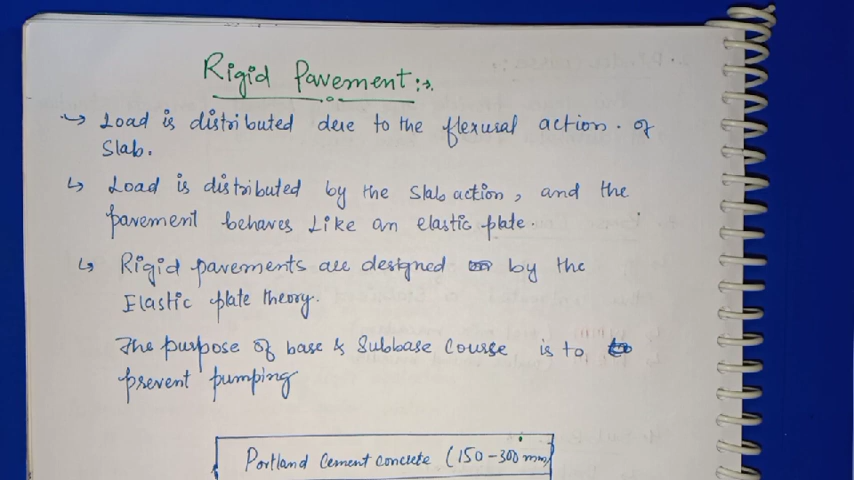 Rigid Pavement:→
↳ Load is distributed due to the flexural action. of
Slab.
↳ Load is distributed by the slab action, and the
pavement behaves Like an elastic plate.
↳ Rigid pavements are designed by the
Elastic plate theory.
The purpose of base & Subbase Course is to
prevent pumping
Portland Cement concrete (150-300 mm)